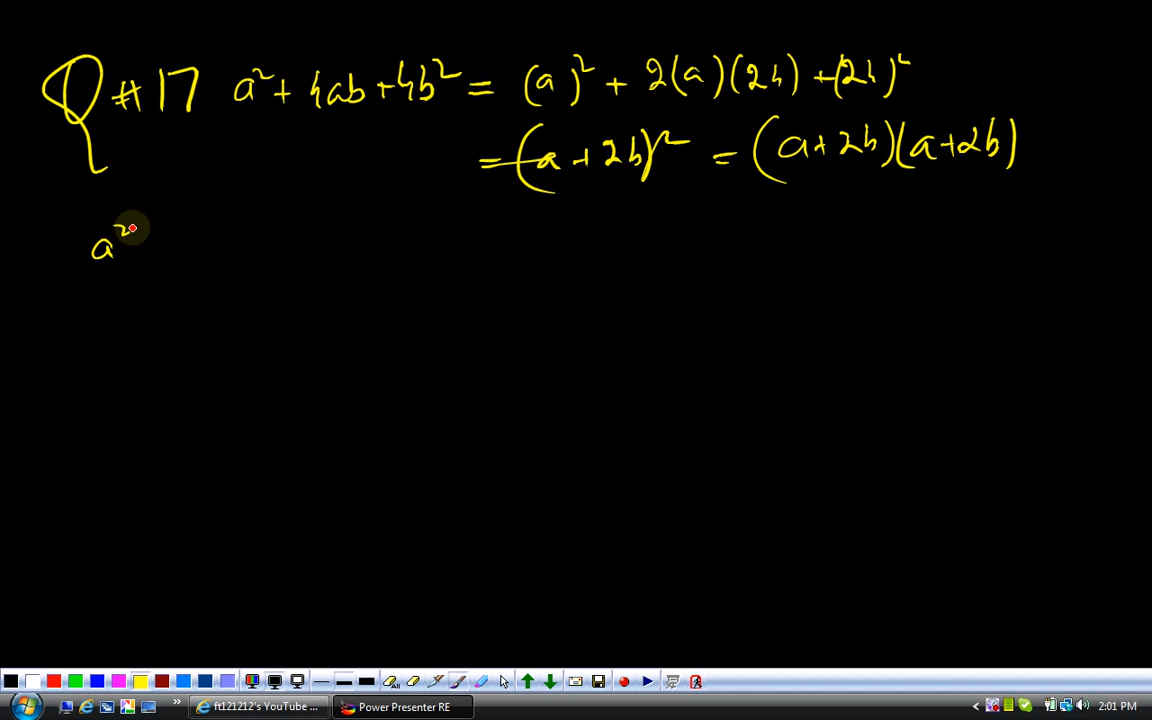 Q # 17 a² + 4ab + 4b² = (a)² + 2(a)(2b) + (2b)²
= (a + 2b)² = (a + 2b)(a + 2b)
a²
ft121212's YouTube ... Power Presenter RE 2:01 PM